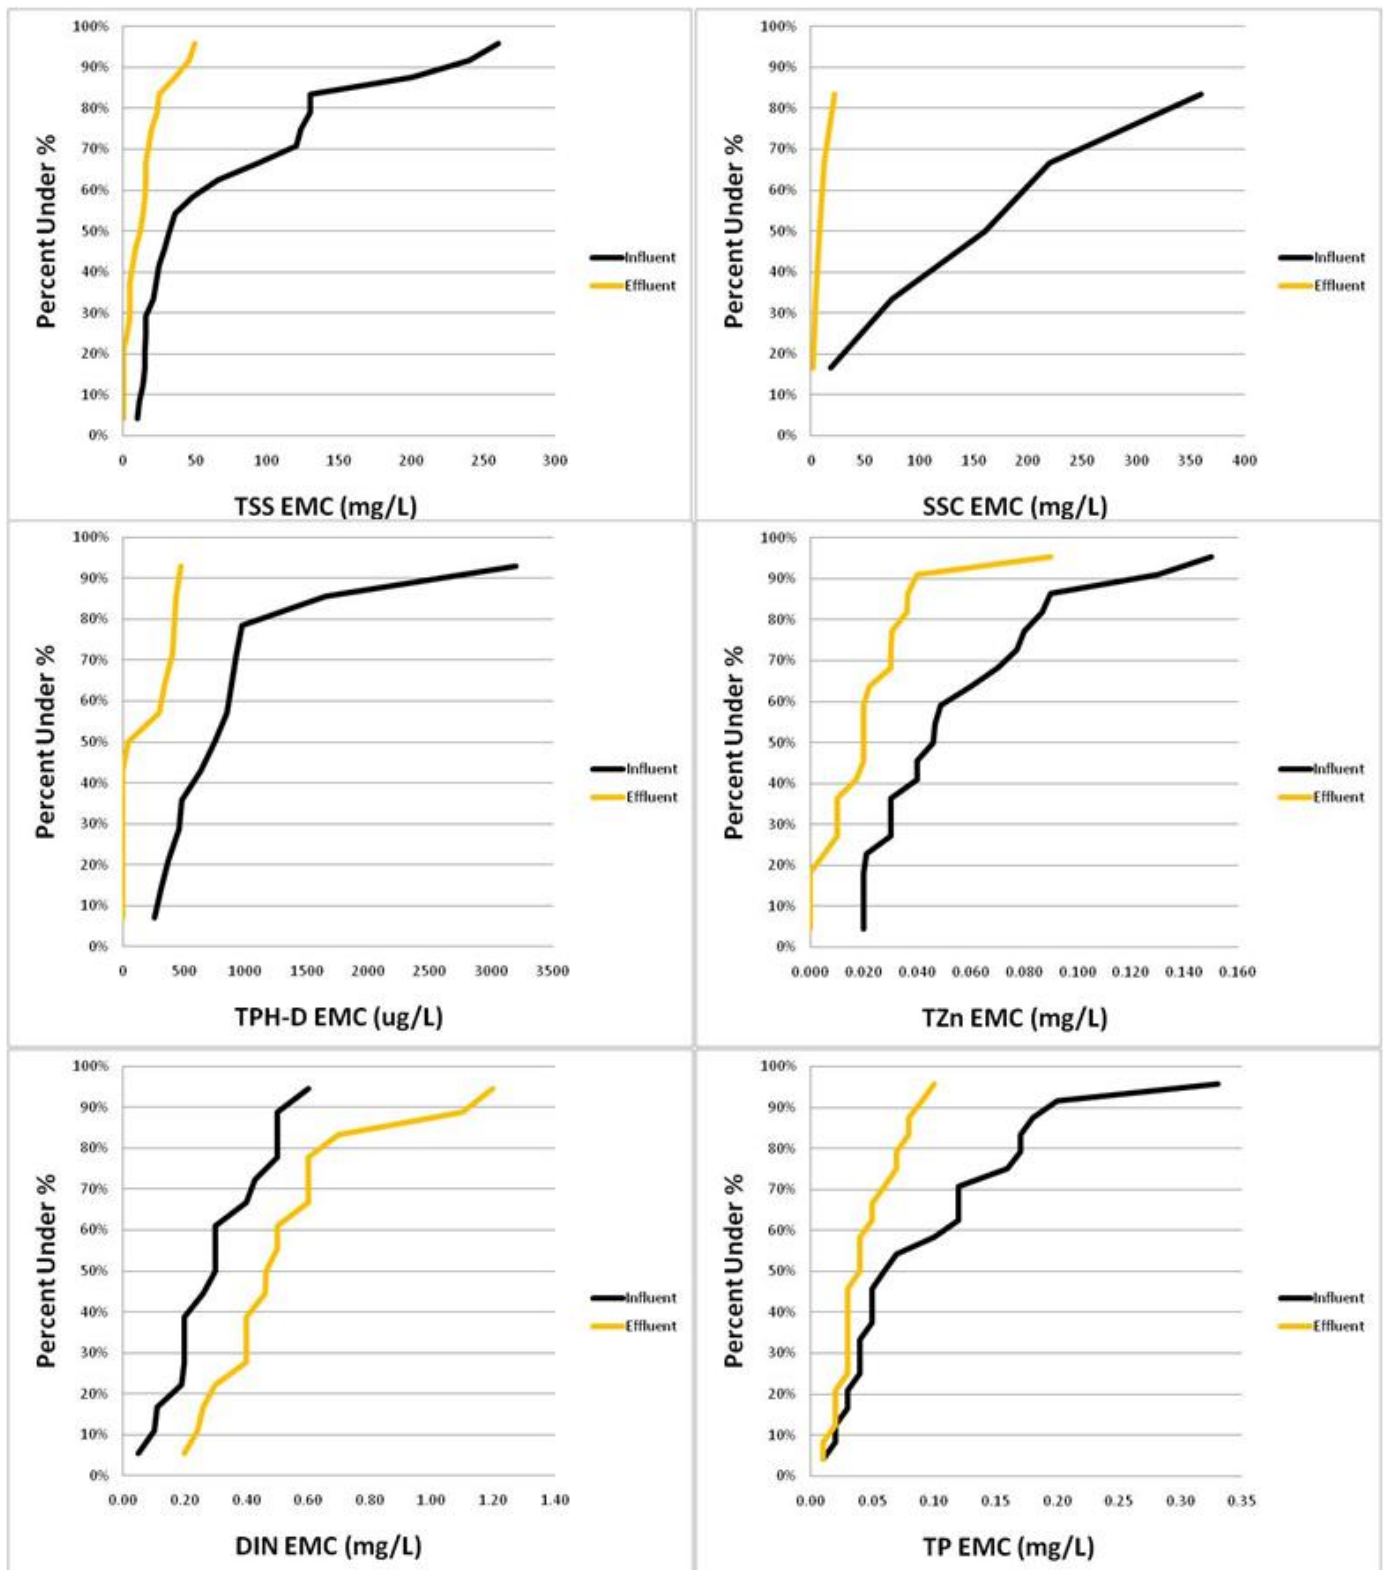 100%
90%
80%
70%
60%
50%
40%
30%
20%
10%
0%
Percent Under %
0 50 100 150 200 250 300
TSS EMC (mg/L)
Influent
Effluent
100%
90%
80%
70%
60%
50%
40%
30%
20%
10%
0%
Percent Under %
0 50 100 150 200 250 300 350 400
SSC EMC (mg/L)
Influent
Effluent
100%
90%
80%
70%
60%
50%
40%
30%
20%
10%
0%
Percent Under %
0 500 1000 1500 2000 2500 3000 3500
TPH-D EMC (ug/L)
Influent
Effluent
100%
90%
80%
70%
60%
50%
40%
30%
20%
10%
0%
Percent Under %
0.000 0.020 0.040 0.060 0.080 0.100 0.120 0.140 0.160
TZn EMC (mg/L)
Influent
Effluent
100%
90%
80%
70%
60%
50%
40%
30%
20%
10%
0%
Percent Under %
0.00 0.20 0.40 0.60 0.80 1.00 1.20 1.40
DIN EMC (mg/L)
Influent
Effluent
100%
90%
80%
70%
60%
50%
40%
30%
20%
10%
0%
Percent Under %
0.00 0.05 0.10 0.15 0.20 0.25 0.30 0.35
TP EMC (mg/L)
Influent
Effluent